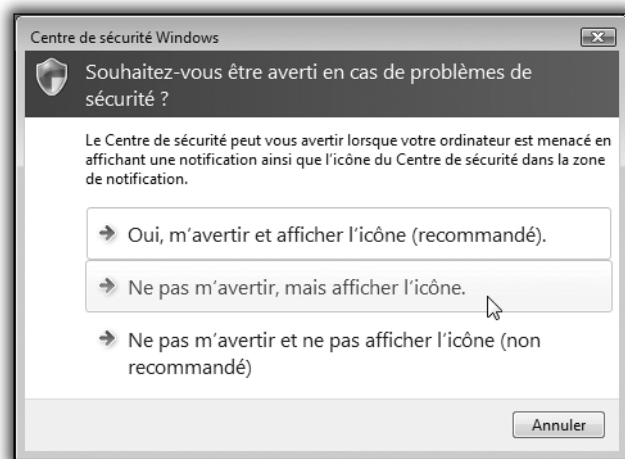 Centre de sécurité Windows
Souhaitez-vous être averti en cas de problèmes de
sécurité ?
Le Centre de sécurité peut vous avertir lorsque votre ordinateur est menacé en
affichant une notification ainsi que l'icône du Centre de sécurité dans la zone
de notification.
Oui, m'avertir et afficher l'icône (recommandé).
Ne pas m'avertir, mais afficher l'icône.
Ne pas m'avertir et ne pas afficher l'icône (non
recommandé)
Annuler